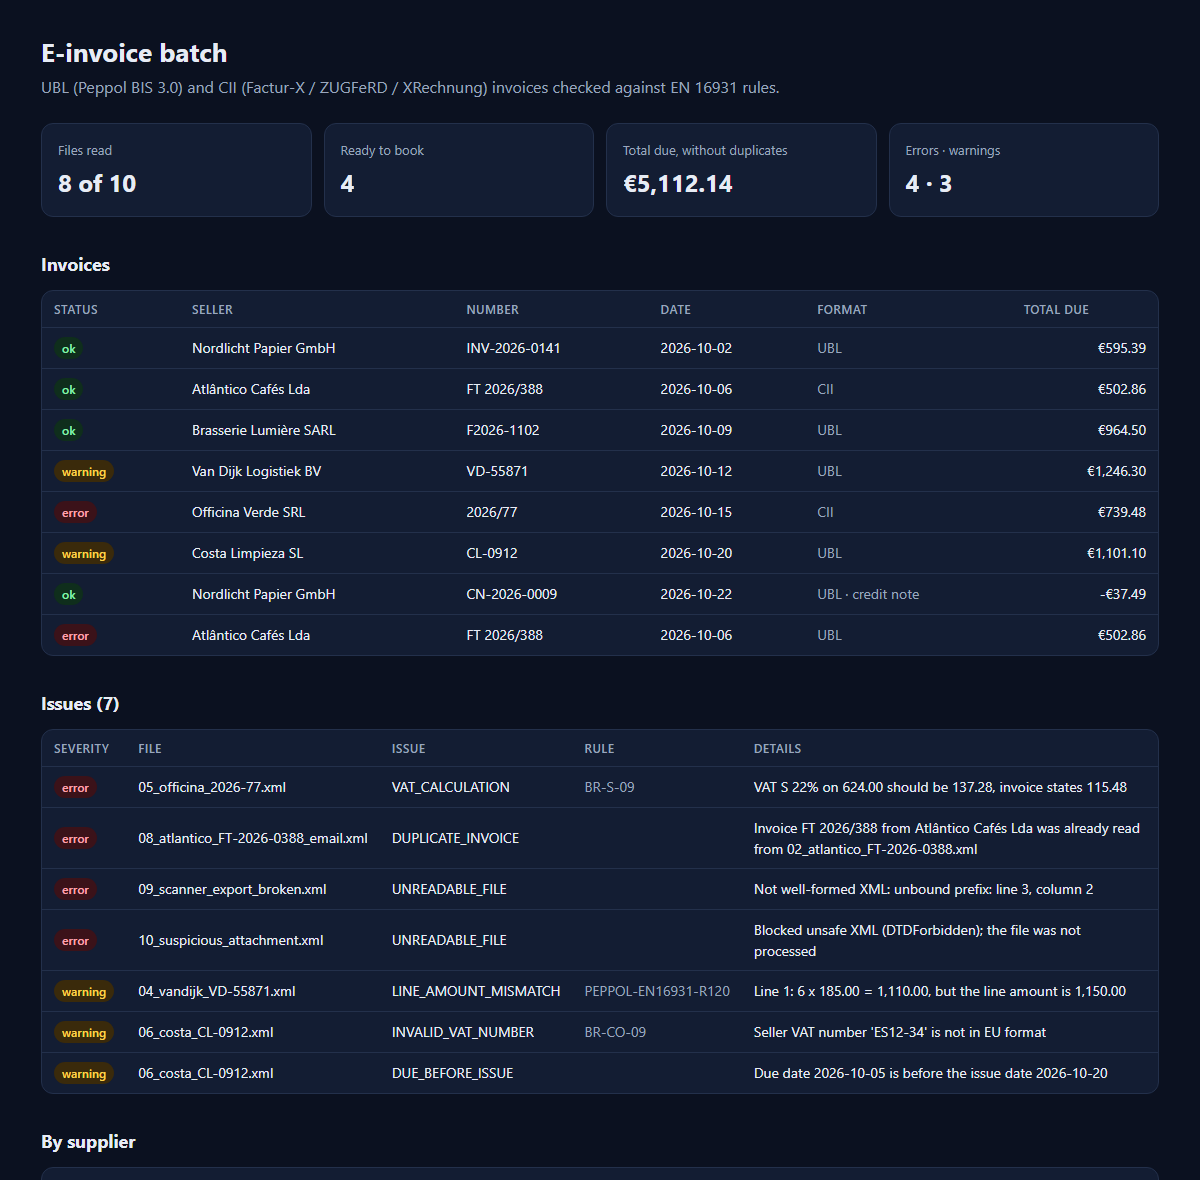 E-invoice batch
UBL (Peppol BIS 3.0) and CII (Factur-X / ZUGFeRD / XRechnung) invoices checked against EN 16931 rules.
Files read
8 of 10
Ready to book
4
Total due, without duplicates
€5,112.14
Errors · warnings
4 · 3
Invoices
STATUS SELLER NUMBER DATE FORMAT TOTAL DUE
ok Nordlicht Papier GmbH INV-2026-0141 2026-10-02 UBL €595.39
ok Atlântico Cafés Lda FT 2026/388 2026-10-06 CII €502.86
ok Brasserie Lumière SARL F2026-1102 2026-10-09 UBL €964.50
warning Van Dijk Logistiek BV VD-55871 2026-10-12 UBL €1,246.30
error Officina Verde SRL 2026/77 2026-10-15 CII €739.48
warning Costa Limpieza SL CL-0912 2026-10-20 UBL €1,101.10
ok Nordlicht Papier GmbH CN-2026-0009 2026-10-22 UBL · credit note -€37.49
error Atlântico Cafés Lda FT 2026/388 2026-10-06 UBL €502.86
Issues (7)
SEVERITY FILE ISSUE RULE DETAILS
error 05_officina_2026-77.xml VAT_CALCULATION BR-S-09 VAT S 22% on 624.00 should be 137.28, invoice states 115.48
error 08_atlantico_FT-2026-0388_email.xml DUPLICATE_INVOICE Invoice FT 2026/388 from Atlântico Cafés Lda was already read
from 02_atlantico_FT-2026-0388.xml
error 09_scanner_export_broken.xml UNREADABLE_FILE Not well-formed XML: unbound prefix: line 3, column 2
error 10_suspicious_attachment.xml UNREADABLE_FILE Blocked unsafe XML (DTDForbidden); the file was not
processed
warning 04_vandijk_VD-55871.xml LINE_AMOUNT_MISMATCH PEPPOL-EN16931-R120 Line 1: 6 x 185.00 = 1,110.00, but the line amount is 1,150.00
warning 06_costa_CL-0912.xml INVALID_VAT_NUMBER BR-CO-09 Seller VAT number 'ES12-34' is not in EU format
warning 06_costa_CL-0912.xml DUE_BEFORE_ISSUE Due date 2026-10-05 is before the issue date 2026-10-20
By supplier